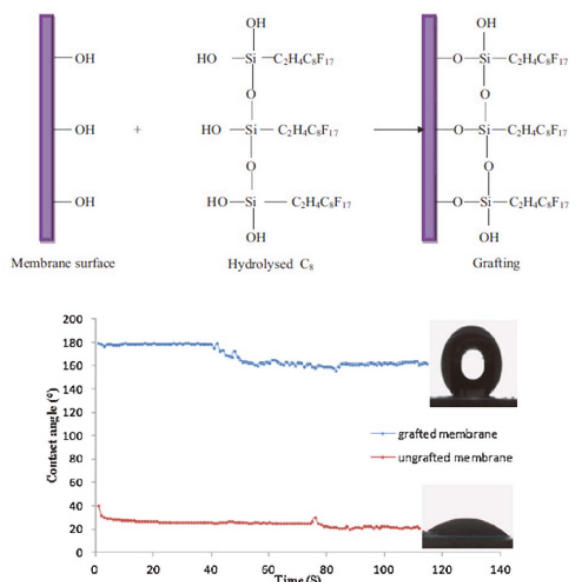 OH OH
HO Si C₂H₄C₈F₁₇ O Si C₂H₄C₈F₁₇
OH
O O
OH + HO Si C₂H₄C₈F₁₇ O Si C₂H₄C₈F₁₇
O O
OH HO Si C₂H₄C₈F₁₇ O Si C₂H₄C₈F₁₇
OH OH
Membrane surface Hydrolysed C₈ Grafting
200
180
160
140
120
100
80
60
40
20
0
Contact angle (°)
grafted membrane
ungrafted membrane
0 20 40 60 80 100 120 140
Time (S)